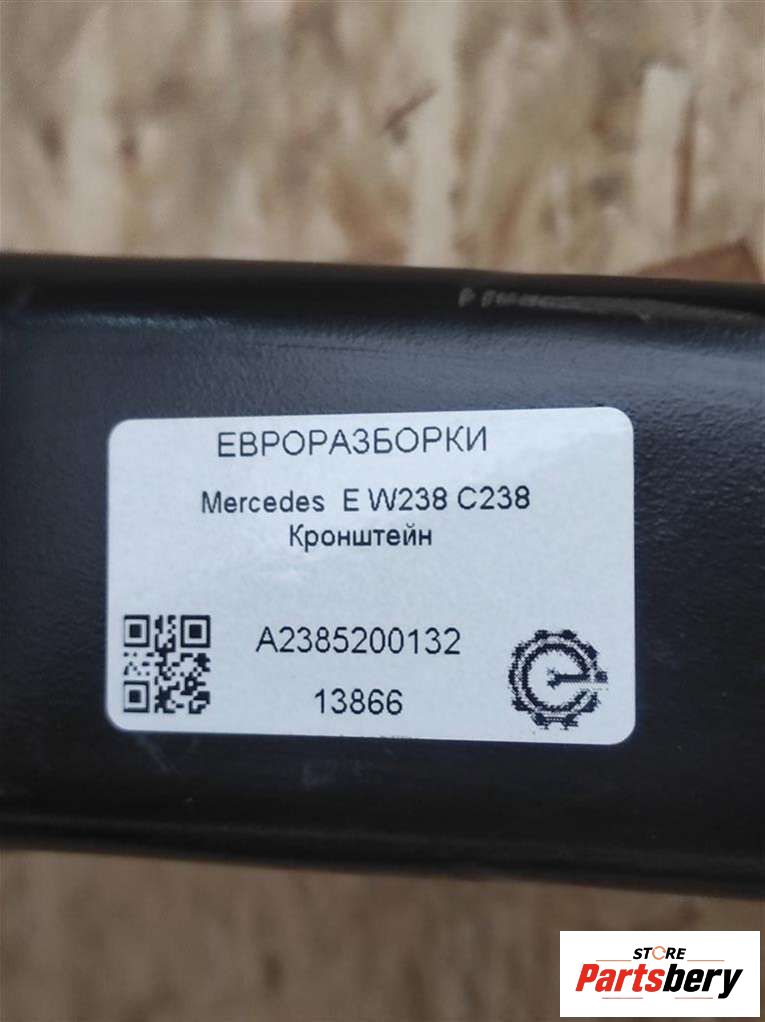 ЕВРОРАЗБОРКИ
Mercedes E W238 C238
Кронштейн
A2385200132
13866
STORE
Partsbery